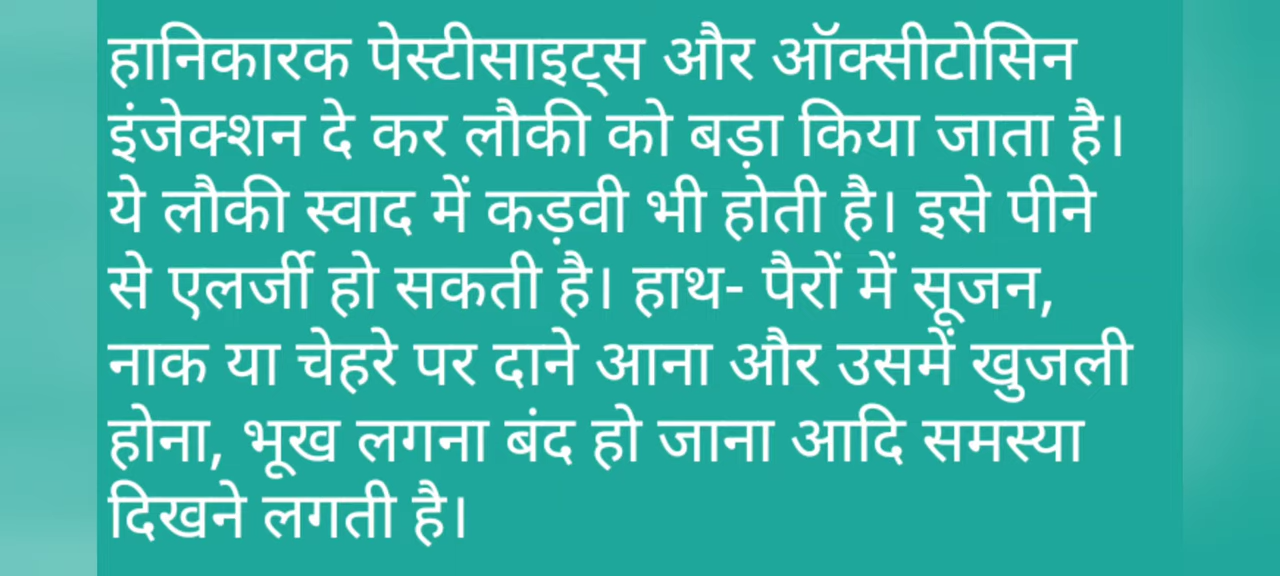 हानिकारक पेस्टीसाइट्स और ऑक्सीटोसिन
इंजेक्शन दे कर लौकी को बड़ा किया जाता है।
ये लौकी स्वाद में कड़वी भी होती है। इसे पीने
से एलर्जी हो सकती है। हाथ- पैरों में सूजन,
नाक या चेहरे पर दाने आना और उसमें खुजली
होना, भूख लगना बंद हो जाना आदि समस्या
दिखने लगती है।